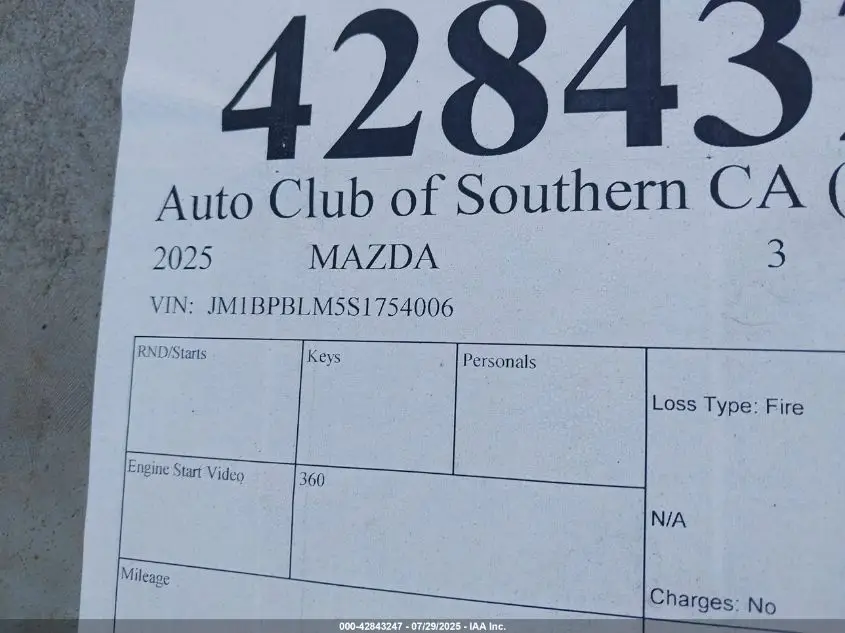 42843
Auto Club of Southern CA (
2025 MAZDA 3
VIN: JM1BPBLM5S1754006
RND/Starts Keys Personals
Loss Type: Fire
Engine Start Video 360
N/A
Mileage
Charges: No
000-42843247 - 07/29/2025 - IAA Inc.